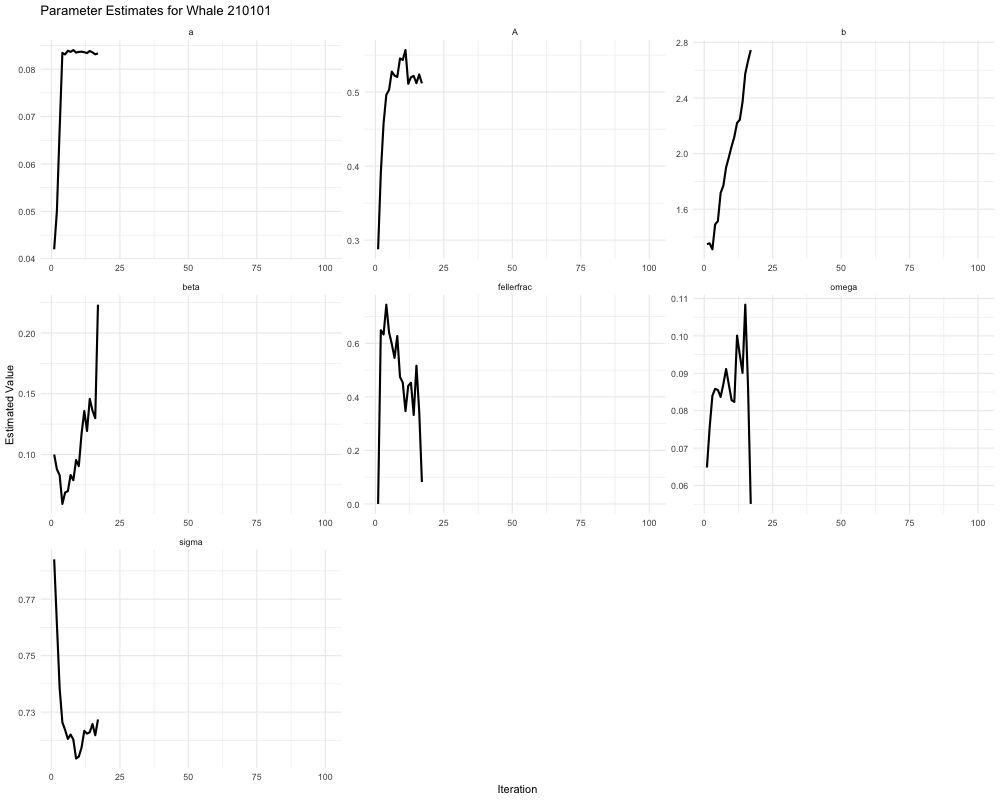 Parameter Estimates for Whale 210101
a
A
b
0.08
0.07
0.06
0.05
0.04
0.5
0.4
0.3
2.8
2.4
2.0
1.6
0 25 50 75 100
0 25 50 75 100
0 25 50 75 100
beta
fellerfrac
omega
Estimated Value
0.20
0.15
0.10
0.6
0.4
0.2
0.0
0.11
0.10
0.09
0.08
0.07
0.06
0 25 50 75 100
0 25 50 75 100
0 25 50 75 100
sigma
0.77
0.75
0.73
0 25 50 75 100
Iteration